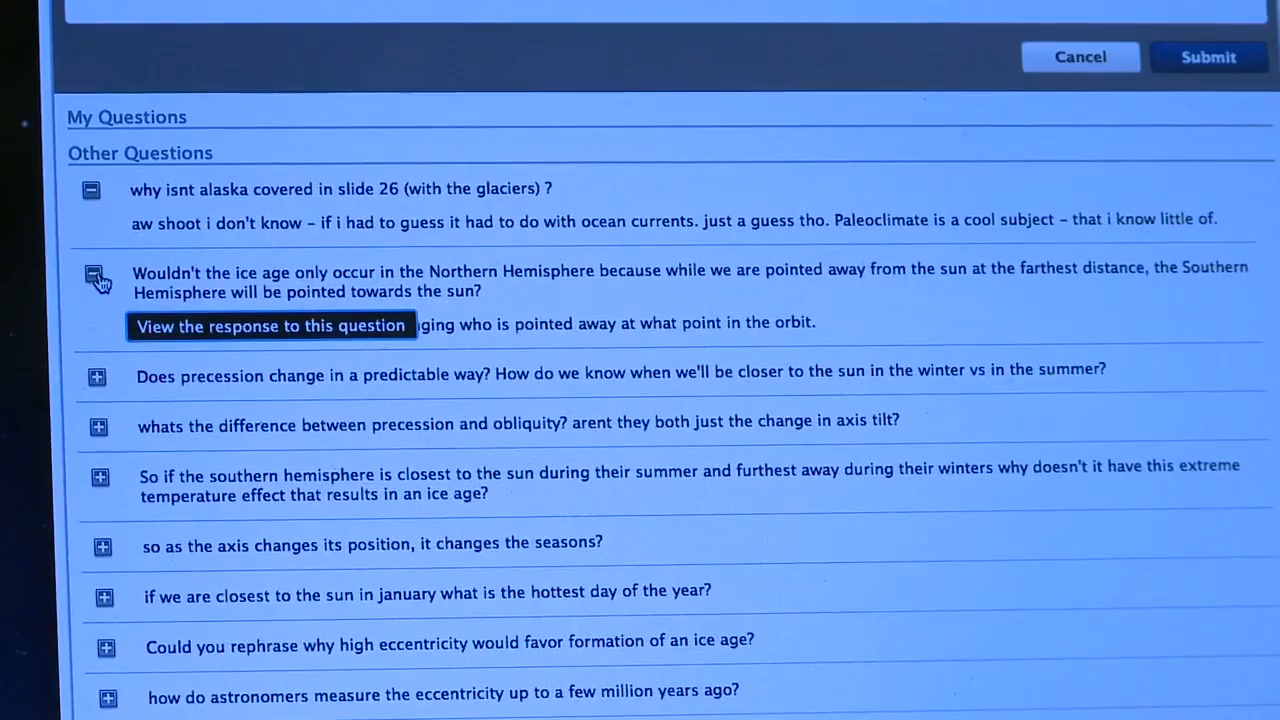 Cancel
Submit
My Questions
Other Questions
why isnt alaska covered in slide 26 (with the glaciers) ?
aw shoot i don't know – if i had to guess it had to do with ocean currents. just a guess tho. Paleoclimate is a cool subject – that i know little of.
Wouldn't the ice age only occur in the Northern Hemisphere because while we are pointed away from the sun at the farthest distance, the Southern
Hemisphere will be pointed towards the sun?
View the response to this question ging who is pointed away at what point in the orbit.
Does precession change in a predictable way? How do we know when we'll be closer to the sun in the winter vs in the summer?
whats the difference between precession and obliquity? arent they both just the change in axis tilt?
So if the southern hemisphere is closest to the sun during their summer and furthest away during their winters why doesn't it have this extreme
temperature effect that results in an ice age?
so as the axis changes its position, it changes the seasons?
if we are closest to the sun in january what is the hottest day of the year?
Could you rephrase why high eccentricity would favor formation of an ice age?
how do astronomers measure the eccentricity up to a few million years ago?